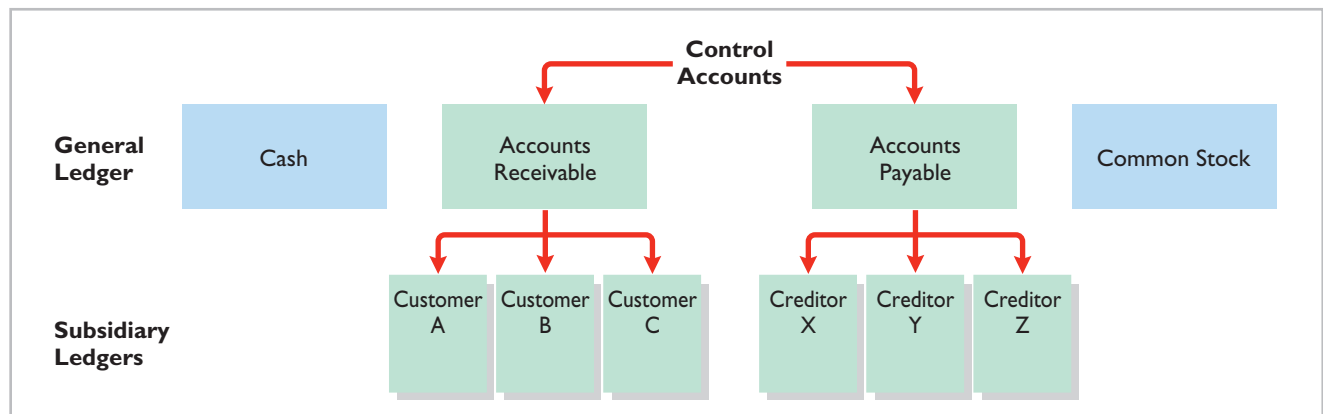 Control
Accounts
General
Ledger
Cash
Accounts
Receivable
Accounts
Payable
Common Stock
Subsidiary
Ledgers
Customer
A
Customer
B
Customer
C
Creditor
X
Creditor
Y
Creditor
Z